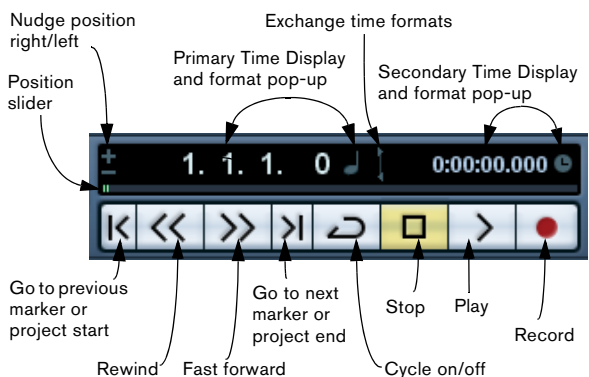 Nudge position
right/left
Exchange time formats
Primary Time Display
and format pop-up
Secondary Time Display
and format pop-up
Position
slider
1. 1. 1. 0
0:00:00.000
Go to previous
marker or
project start
Rewind
Fast forward
Go to next
marker or
project end
Cycle on/off
Stop
Play
Record